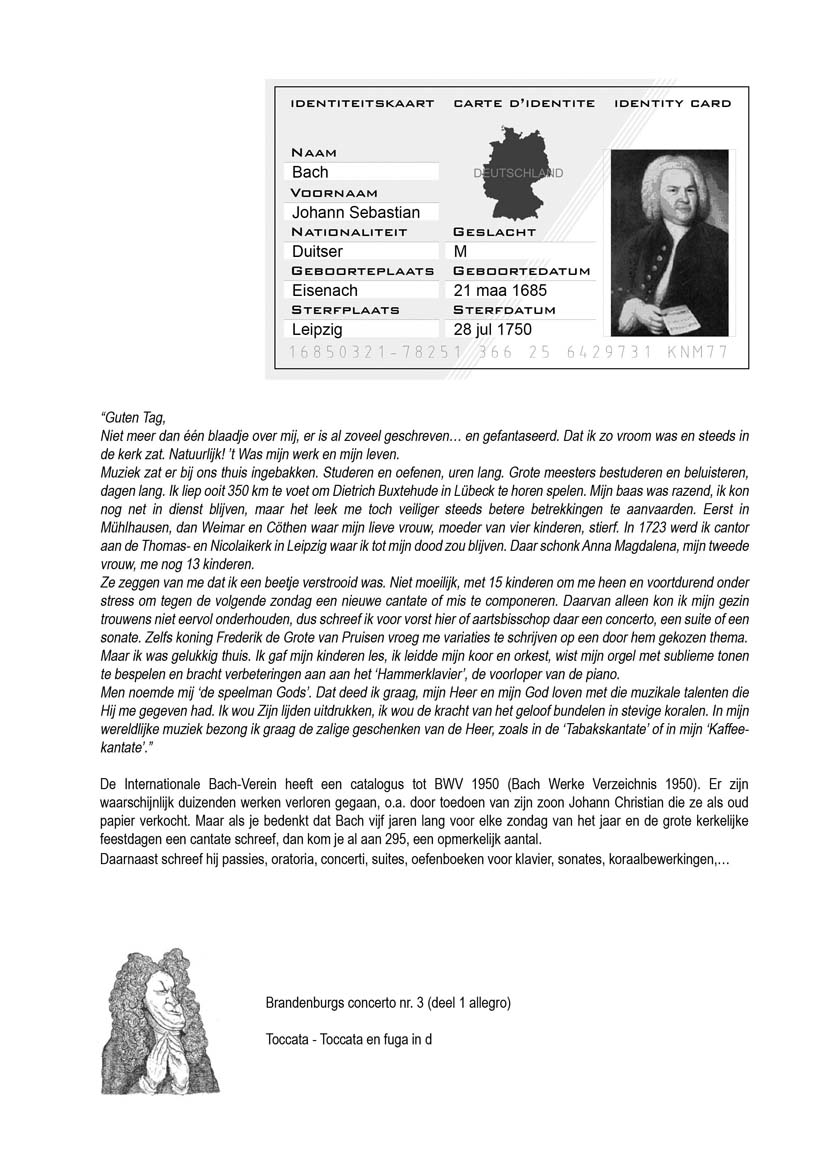 IDENTITEITSKAART CARTE D'IDENTITE IDENTITY CARD
NAAM
Bach
DEUTSCHLAND
VOORNAAM
Johann Sebastian
NATIONALITEIT GESLACHT
Duitser M
GEBOORTEPLAATS GEBOORTEDATUM
Eisenach 21 maa 1685
STERFPLAATS STERFDATUM
Leipzig 28 jul 1750
16850321-78251 366 25 6429731 KNM77
“Guten Tag,
Niet meer dan één blaadje over mij, er is al zoveel geschreven… en gefantaseerd. Dat ik zo vroom was en steeds in
de kerk zat. Natuurlijk! ’t Was mijn werk en mijn leven.
Muziek zat er bij ons thuis ingebakken. Studeren en oefenen, uren lang. Grote meesters bestuderen en beluisteren,
dagen lang. Ik liep ooit 350 km te voet om Dietrich Buxtehude in Lübeck te horen spelen. Mijn baas was razend, ik kon
nog net in dienst blijven, maar het leek me toch veiliger steeds betere betrekkingen te aanvaarden. Eerst in
Mühlhausen, dan Weimar en Cöthen waar mijn lieve vrouw, moeder van vier kinderen, stierf. In 1723 werd ik cantor
aan de Thomas- en Nicolaikerk in Leipzig waar ik tot mijn dood zou blijven. Daar schonk Anna Magdalena, mijn tweede
vrouw, me nog 13 kinderen.
Ze zeggen van me dat ik een beetje verstrooid was. Niet moeilijk, met 15 kinderen om me heen en voortdurend onder
stress om tegen de volgende zondag een nieuwe cantate of mis te componeren. Daarvan alleen kon ik mijn gezin
trouwens niet eervol onderhouden, dus schreef ik voor vorst hier of aartsbisschop daar een concerto, een suite of een
sonate. Zelfs koning Frederik de Grote van Pruisen vroeg me variaties te schrijven op een door hem gekozen thema.
Maar ik was gelukkig thuis. Ik gaf mijn kinderen les, ik leidde mijn koor en orkest, wist mijn orgel met sublieme tonen
te bespelen en bracht verbeteringen aan aan het ‘Hammerklavier’, de voorloper van de piano.
Men noemde mij ‘de speelman Gods’. Dat deed ik graag, mijn Heer en mijn God loven met die muzikale talenten die
Hij me gegeven had. Ik wou Zijn lijden uitdrukken, ik wou de kracht van het geloof bundelen in stevige koralen. In mijn
wereldlijke muziek bezong ik graag de zalige geschenken van de Heer, zoals in de ‘Tabakskantate’ of in mijn ‘Kaffee-
kantate’.”
De Internationale Bach-Verein heeft een catalogus tot BWV 1950 (Bach Werke Verzeichnis 1950). Er zijn
waarschijnlijk duizenden werken verloren gegaan, o.a. door toedoen van zijn zoon Johann Christian die ze als oud
papier verkocht. Maar als je bedenkt dat Bach vijf jaren lang voor elke zondag van het jaar en de grote kerkelijke
feestdagen een cantate schreef, dan kom je al aan 295, een opmerkelijk aantal.
Daarnaast schreef hij passies, oratoria, concerti, suites, oefenboeken voor klavier, sonates, koraalbewerkingen,…
Brandenburgs concerto nr. 3 (deel 1 allegro)
Toccata - Toccata en fuga in d